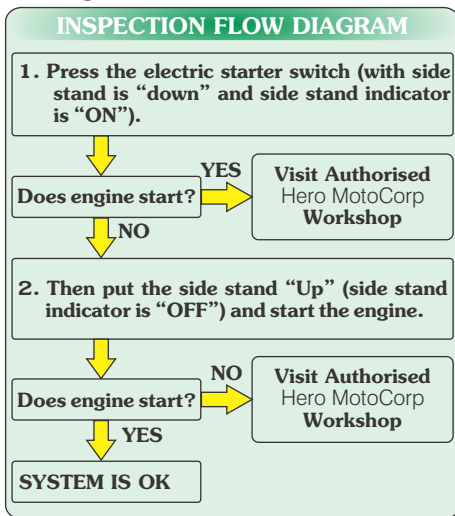 INSPECTION FLOW DIAGRAM
1. Press the electric starter switch (with side
stand is “down” and side stand indicator
is “ON”).
Does engine start?
YES
Visit Authorised
Hero MotoCorp
Workshop
NO
2. Then put the side stand “Up” (side stand
indicator is “OFF”) and start the engine.
Does engine start?
NO
Visit Authorised
Hero MotoCorp
Workshop
YES
SYSTEM IS OK